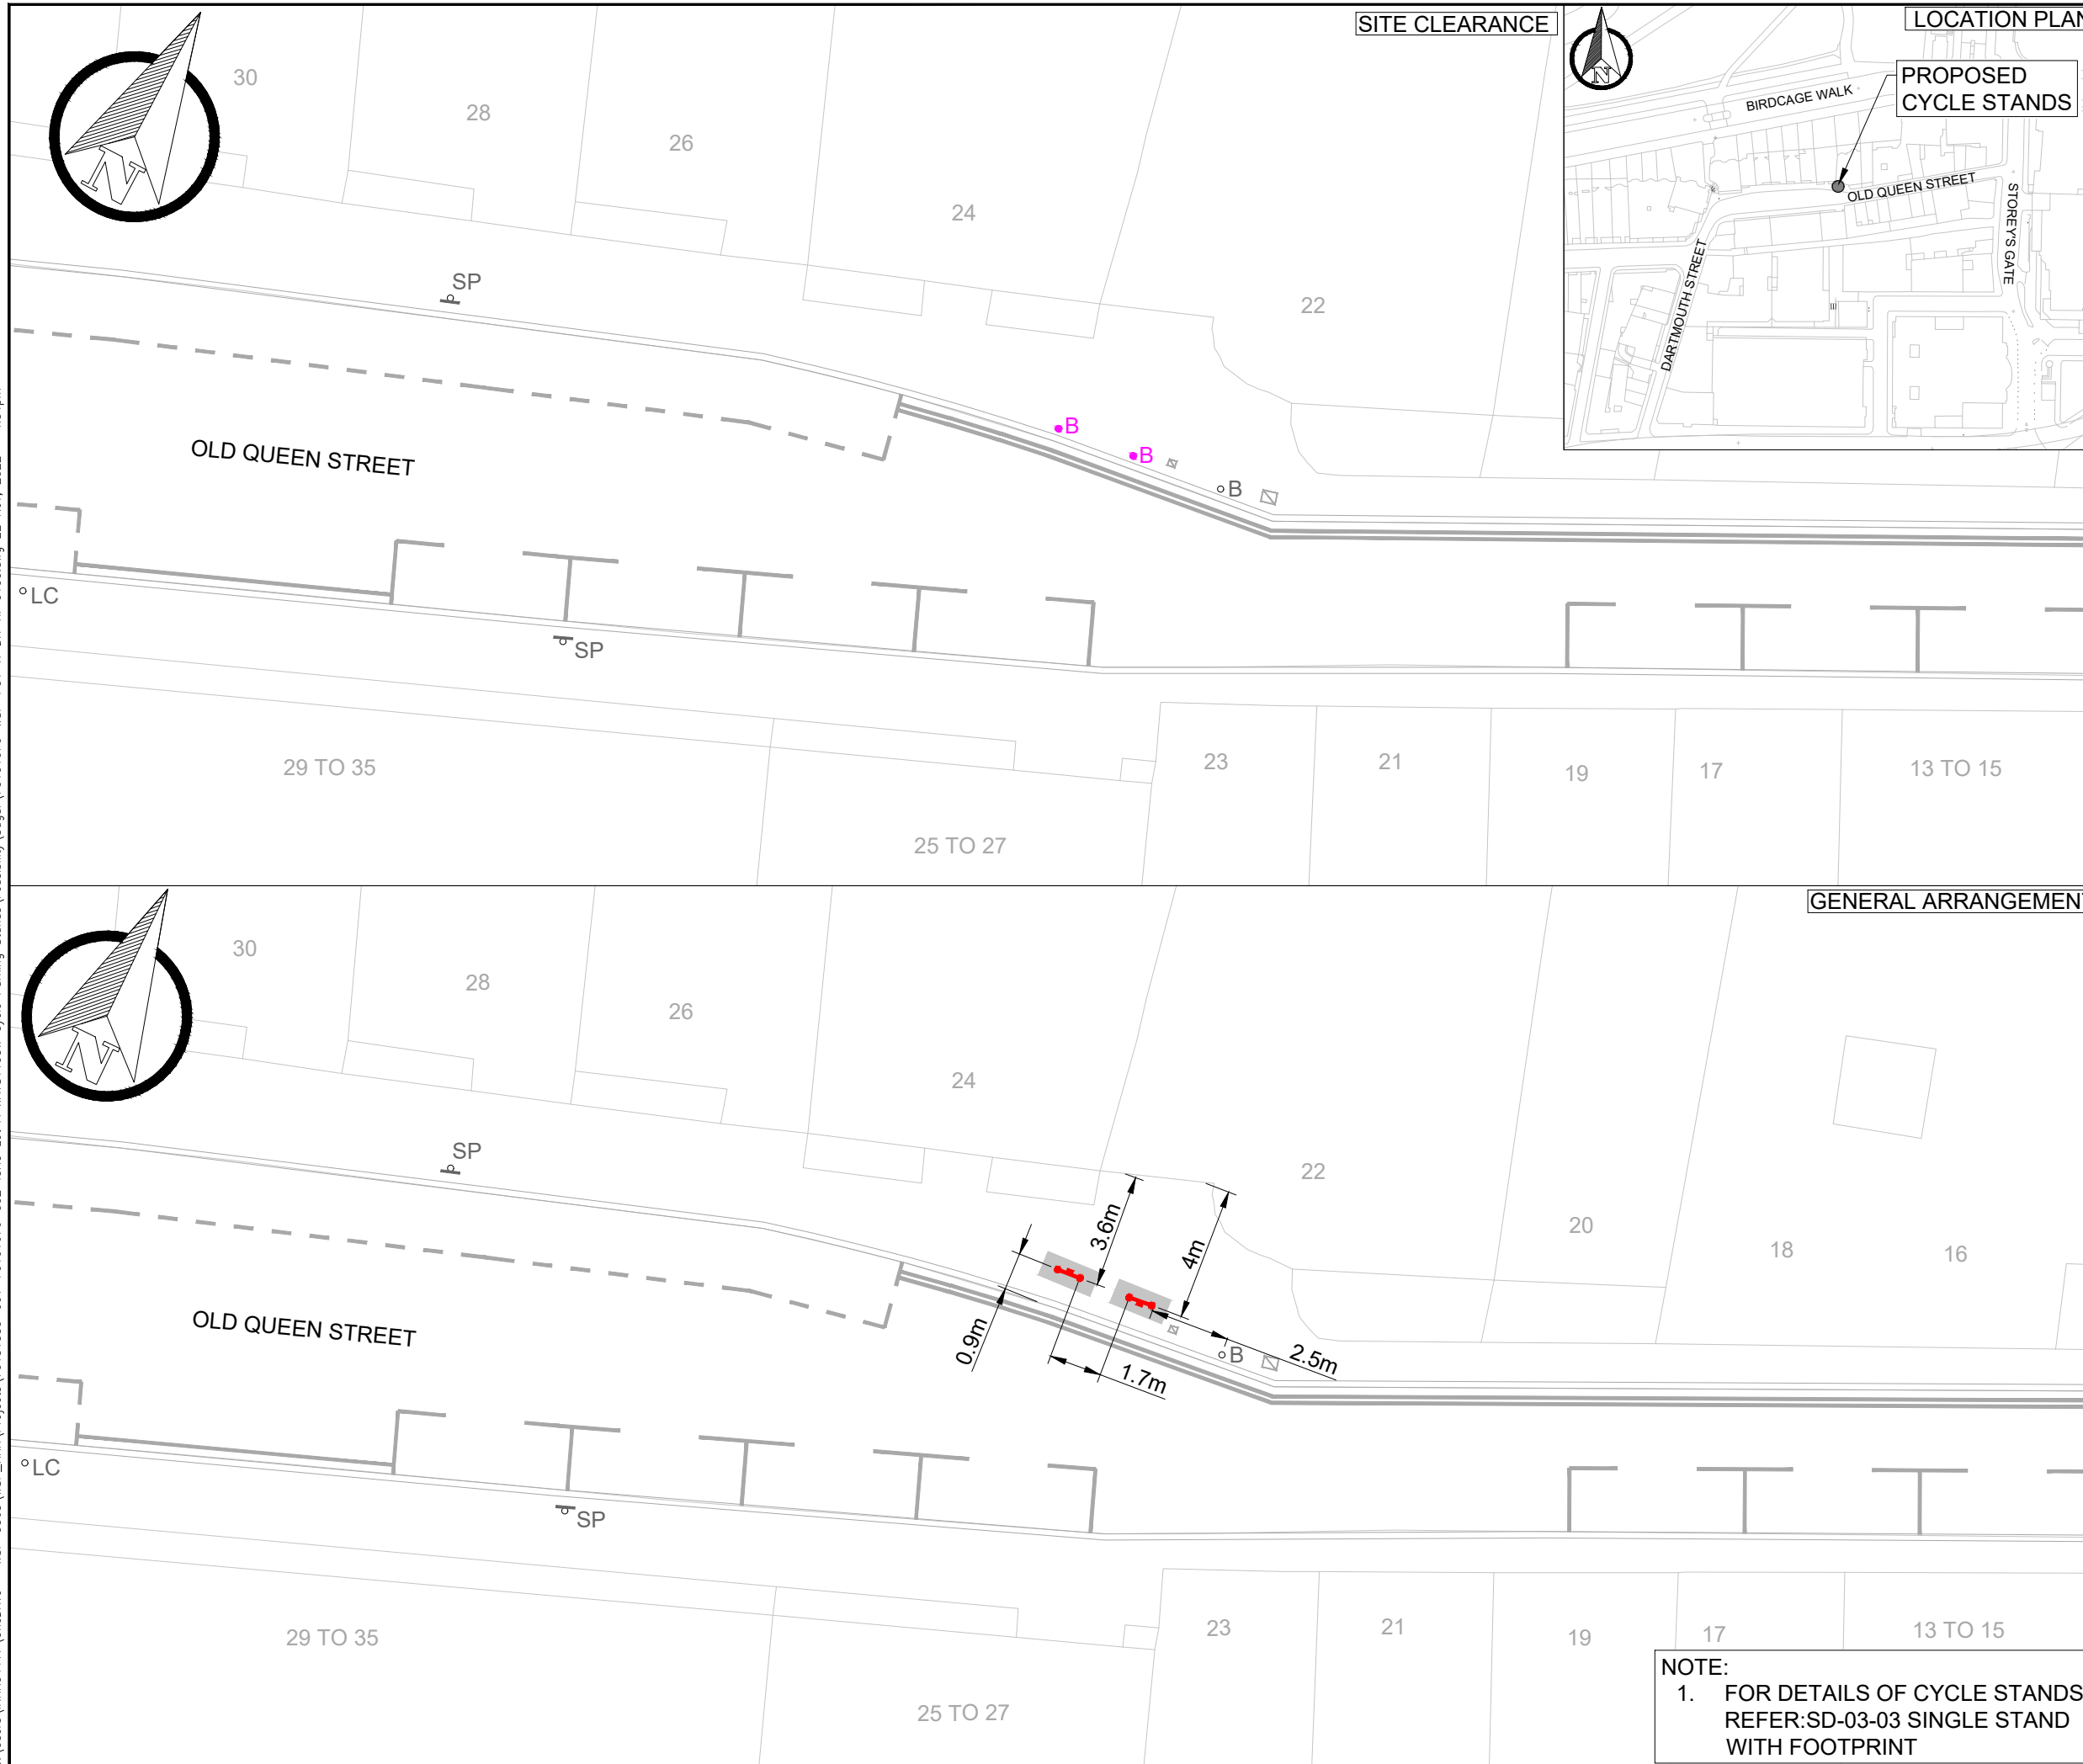 SITE CLEARANCE
LOCATION PLAN
N
PROPOSED
CYCLE STANDS
BIRDCAGE WALK
OLD QUEEN STREET
STOREY'S GATE
DARTMOUTH STREET
N
30
28
26
24
22
SP
B
B
B
OLD QUEEN STREET
LC
SP
29 TO 35
25 TO 27
23
21
19
17
13 TO 15
GENERAL ARRANGEMENT
N
30
28
26
24
22
20
18
16
SP
3.6m
4m
0.9m
1.7m
2.5m
B
OLD QUEEN STREET
LC
SP
29 TO 35
25 TO 27
23
21
19
17
13 TO 15
NOTE:
1. FOR DETAILS OF CYCLE STANDS
REFER:SD-03-03 SINGLE STAND
WITH FOOTPRINT